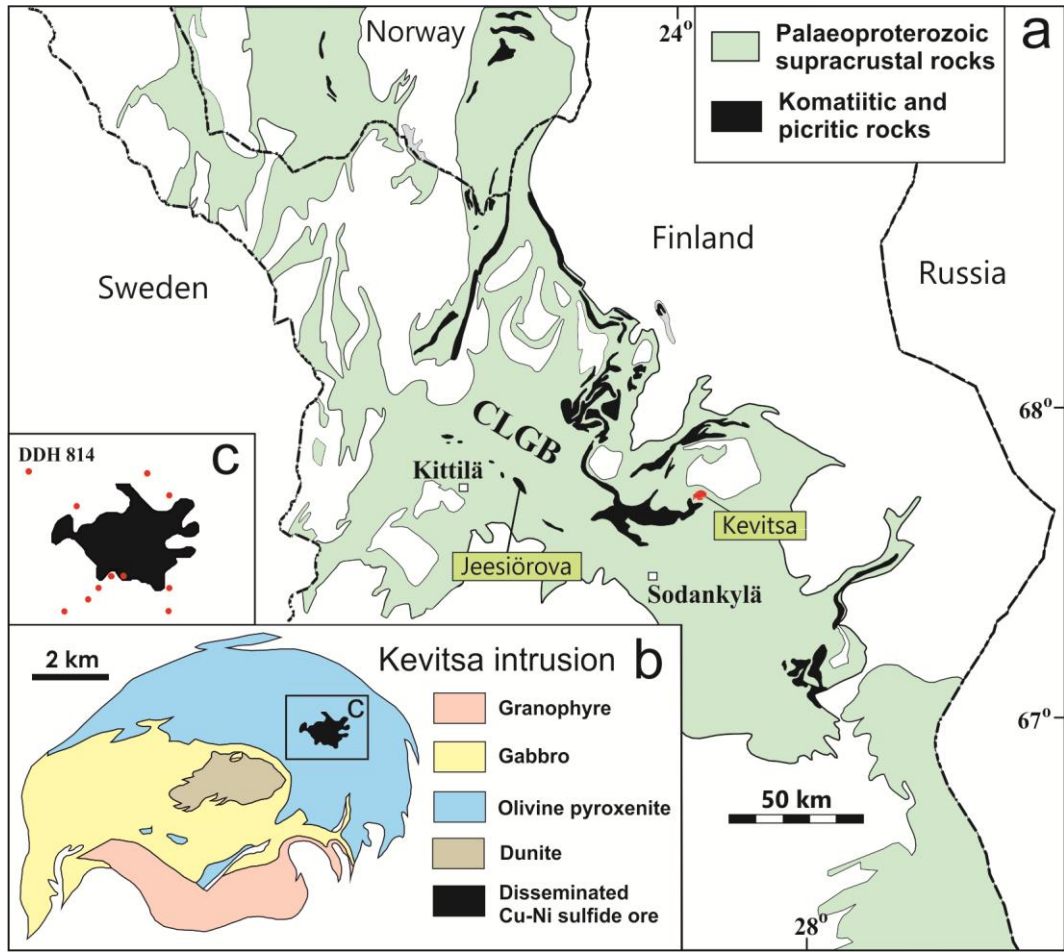 Norway
24°
a
Palaeoproterozoic
supracrustal rocks
Komatiitic and
picritic rocks
Finland
Sweden
Russia
68°
CLGB
DDH 814
c
Kittilä
Kevitsa
Jeesiörova
Sodankylä
2 km
Kevitsa intrusion
b
c
Granophyre
Gabbro
Olivine pyroxenite
Dunite
Disseminated
Cu-Ni sulfide ore
67°
50 km
28°